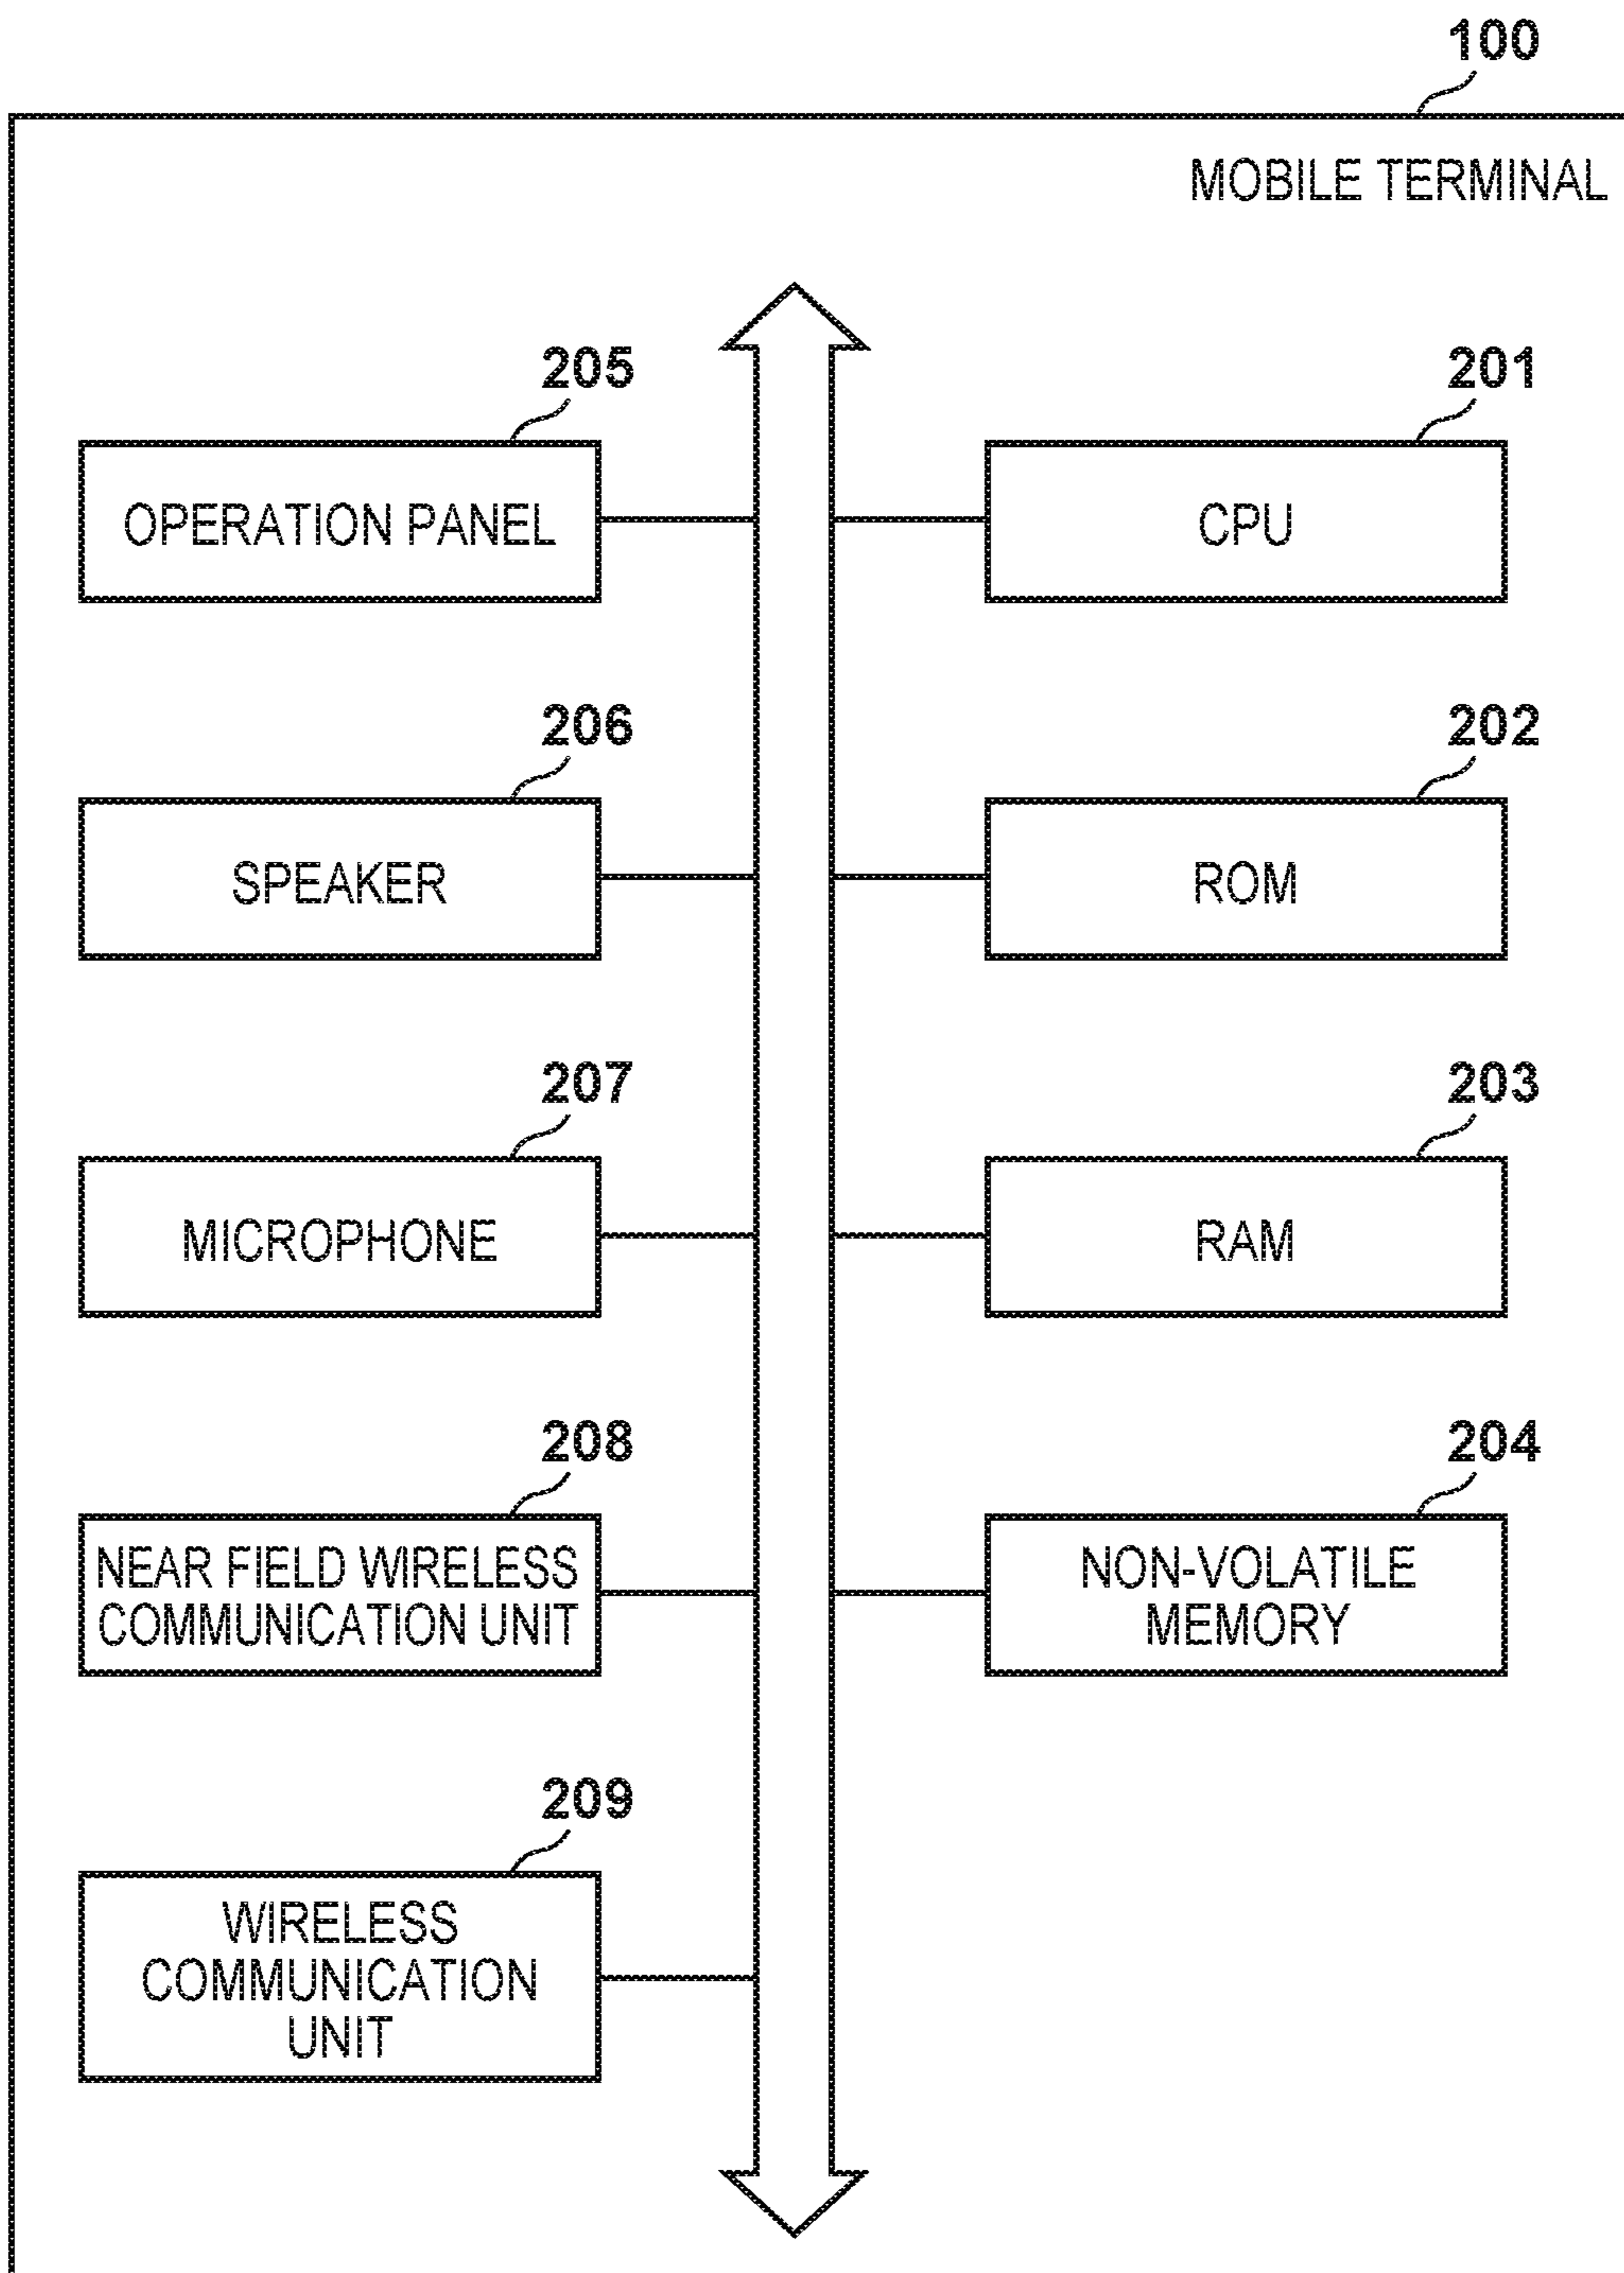 100
MOBILE TERMINAL
205
OPERATION PANEL
201
CPU
206
SPEAKER
202
ROM
207
MICROPHONE
203
RAM
208
NEAR FIELD WIRELESS
COMMUNICATION UNIT
204
NON-VOLATILE
MEMORY
209
WIRELESS
COMMUNICATION
UNIT